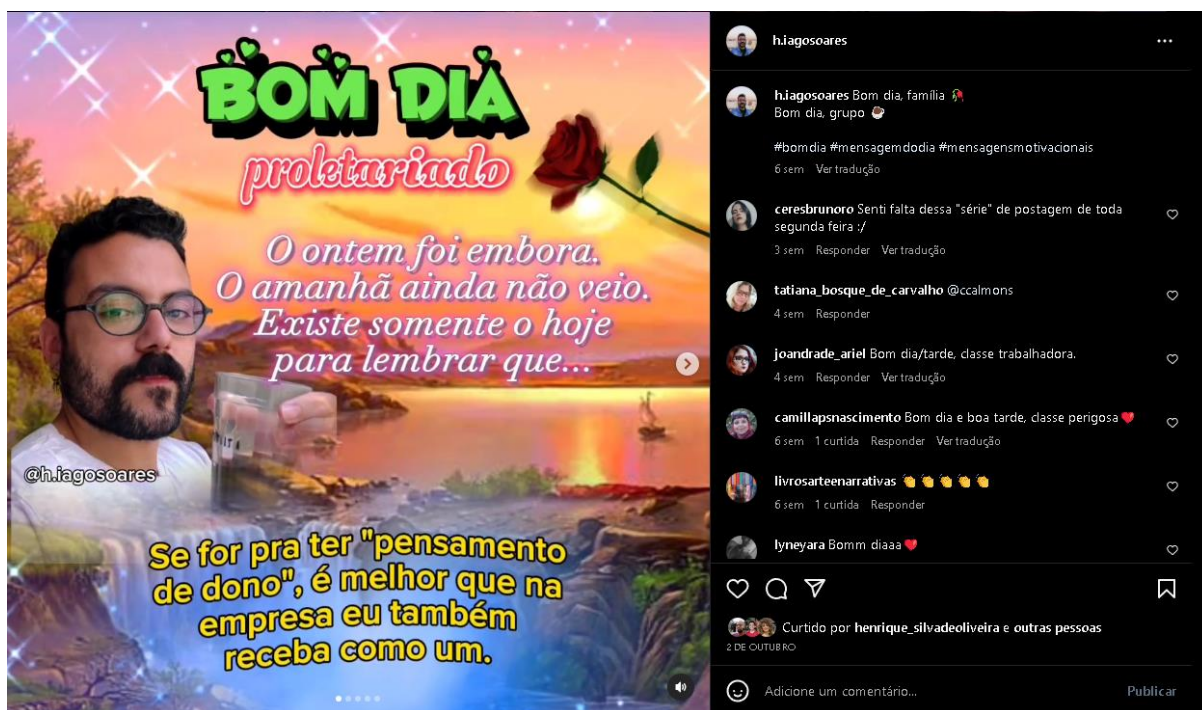 BOM DIA
proletariado
O ontem foi embora.
O amanhã ainda não veio.
Existe somente o hoje
para lembrar que...
@h.iagosoares
Se for pra ter "pensamento
de dono", é melhor que na
empresa eu também
receba como um.
h.iagosoares
h.iagosoares Bom dia, família 🥀
Bom dia, grupo ☕
#bomdia #mensagemdodia #mensagensmotivacionais
6 sem Ver tradução
ceresbrunoro Senti falta dessa "série" de postagem de toda
segunda feira :/
3 sem Responder Ver tradução
tatiana_bosque_de_carvalho @ccalmons
4 sem Responder
joandrade_ariel Bom dia/tarde, classe trabalhadora.
4 sem Responder Ver tradução
camillapsnascimento Bom dia e boa tarde, classe perigosa ❤️
6 sem 1 curtida Responder Ver tradução
livrosarteenarrativas 👏👏👏👏👏
6 sem 1 curtida Responder
lyneyara Bomm diaaa ❤️
Curtido por henrique_silvadeoliveira e outras pessoas
2 DE OUTUBRO
Adicione um comentário...
Publicar